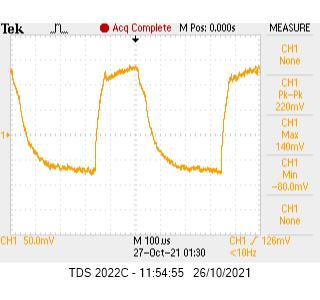 Tek Acq Complete M Pos: 0.000s MEASURE
CH1
None
CH1
Pk-Pk
220mV
CH1
Max
140mV
1
CH1
Min
-80.0mV
CH1
None
CH1 50.0mV M 100µs CH1 / 126mV
27-Oct-21 01:30 <10Hz
TDS 2022C - 11:54:55 26/10/2021